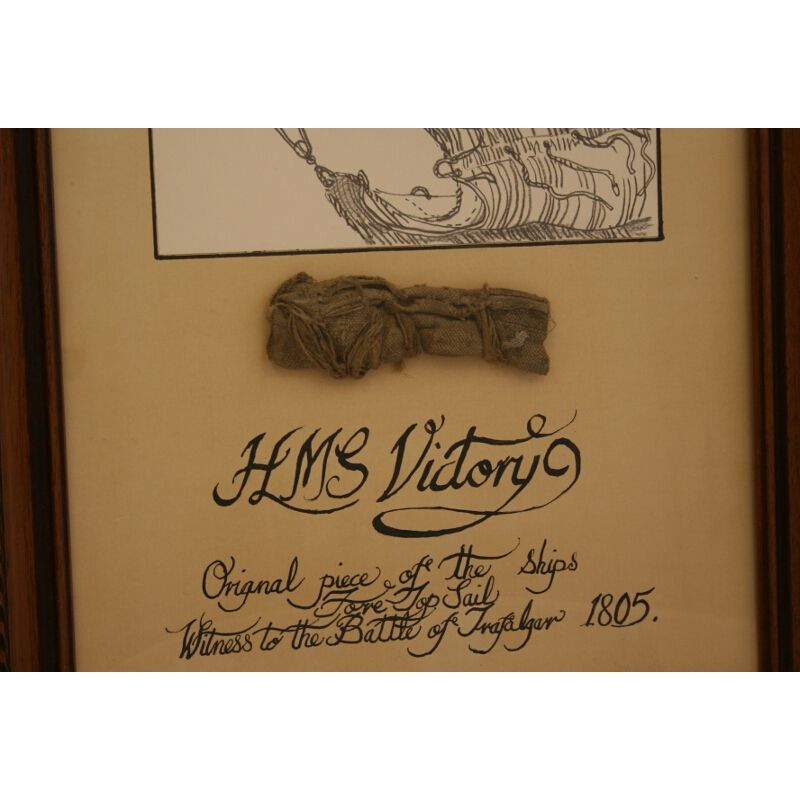 HMS Victory
Orignal piece of the ships
Fore Top Sail
Witness to the Battle of Trafalgar 1805.